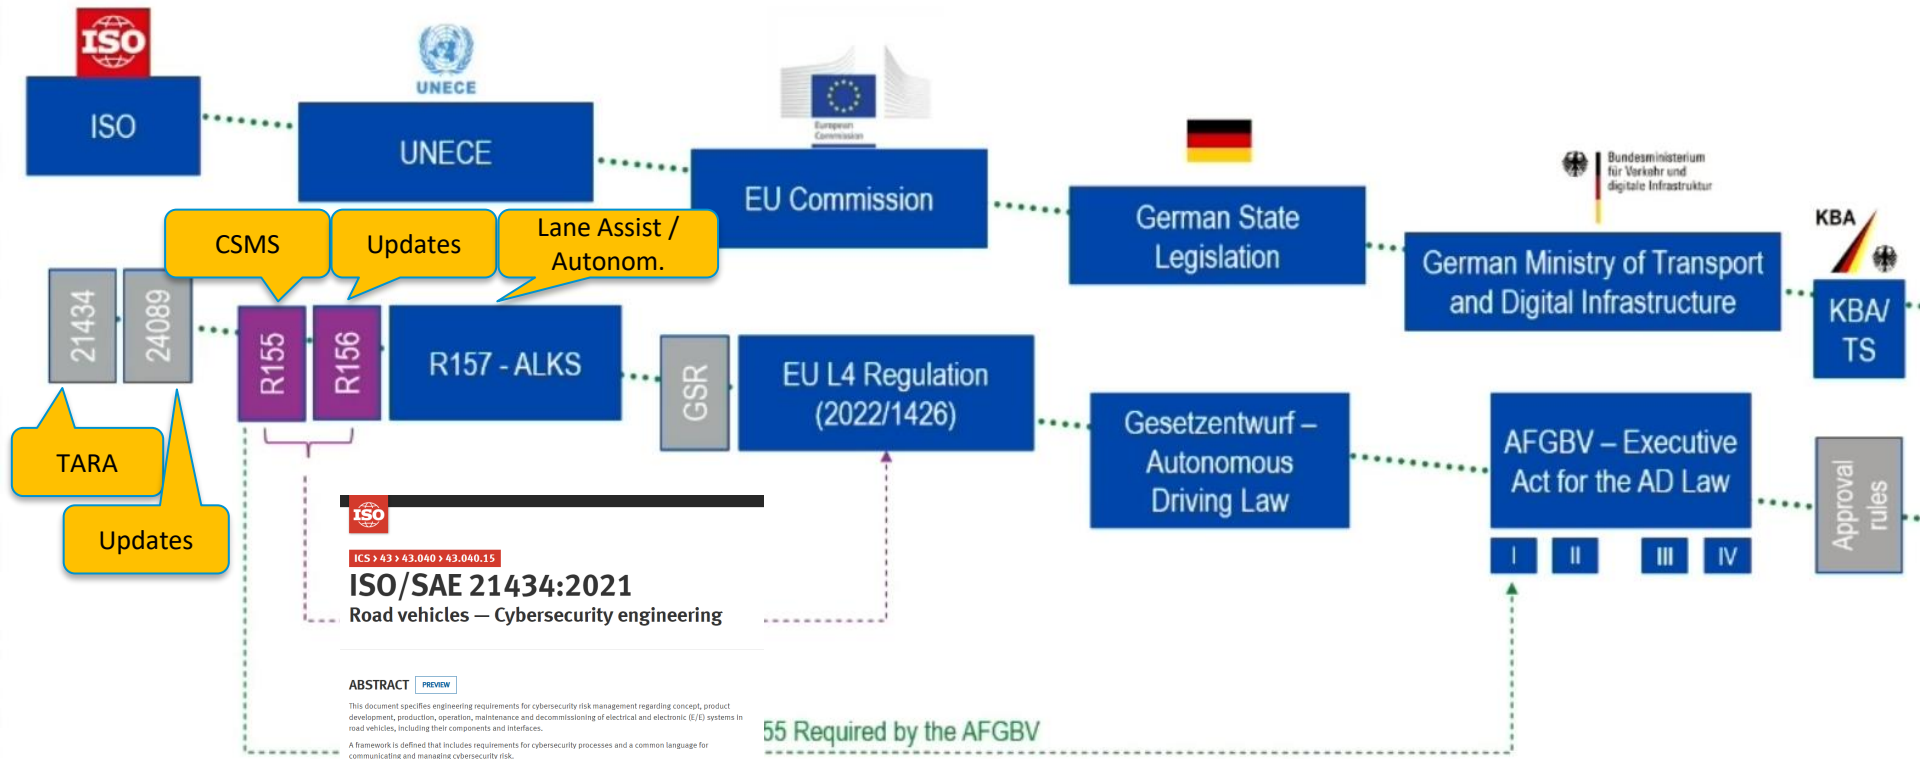 ISO
ISO
UNECE
UNECE
European
Commission
EU Commission
German State
Legislation
Bundesministerium
für Verkehr und
digitale Infrastruktur
German Ministry of Transport
and Digital Infrastructure
KBA
KBA/
TS
CSMS
Updates
Lane Assist /
Autonom.
21434
24089
R155
R156
R157 - ALKS
GSR
EU L4 Regulation
(2022/1426)
Gesetzentwurf –
Autonomous
Driving Law
AFGBV – Executive
Act for the AD Law
I
II
III
IV
Approval
rules
TARA
Updates
ISO
ICS > 43 > 43.040 > 43.040.15
ISO/SAE 21434:2021
Road vehicles — Cybersecurity engineering
ABSTRACT PREVIEW
This document specifies engineering requirements for cybersecurity risk management regarding concept, product
development, production, operation, maintenance and decommissioning of electrical and electronic (E/E) systems in
road vehicles, including their components and interfaces.
A framework is defined that includes requirements for cybersecurity processes and a common language for
communicating and managing cybersecurity risk.
55 Required by the AFGBV